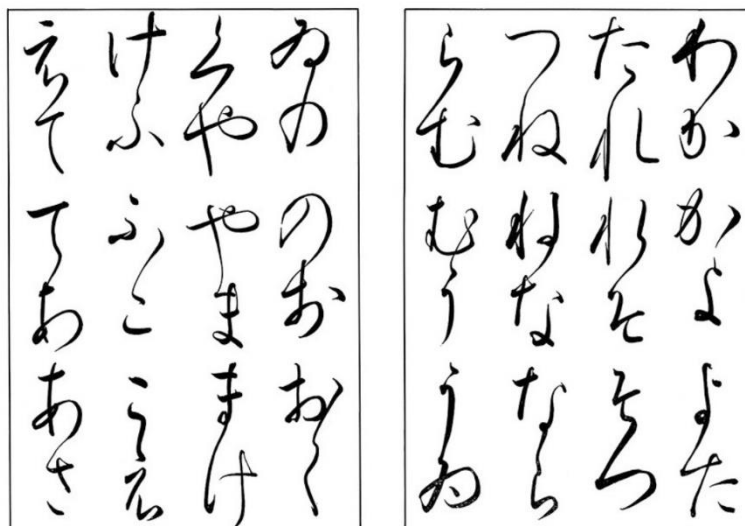 わか かよ よた
たれ れそ そつ
つね ねな なら
らむ むう うゐ
ゐの のお おく
くや やま まけ
けふ ふこ こえ
えて てあ あさ